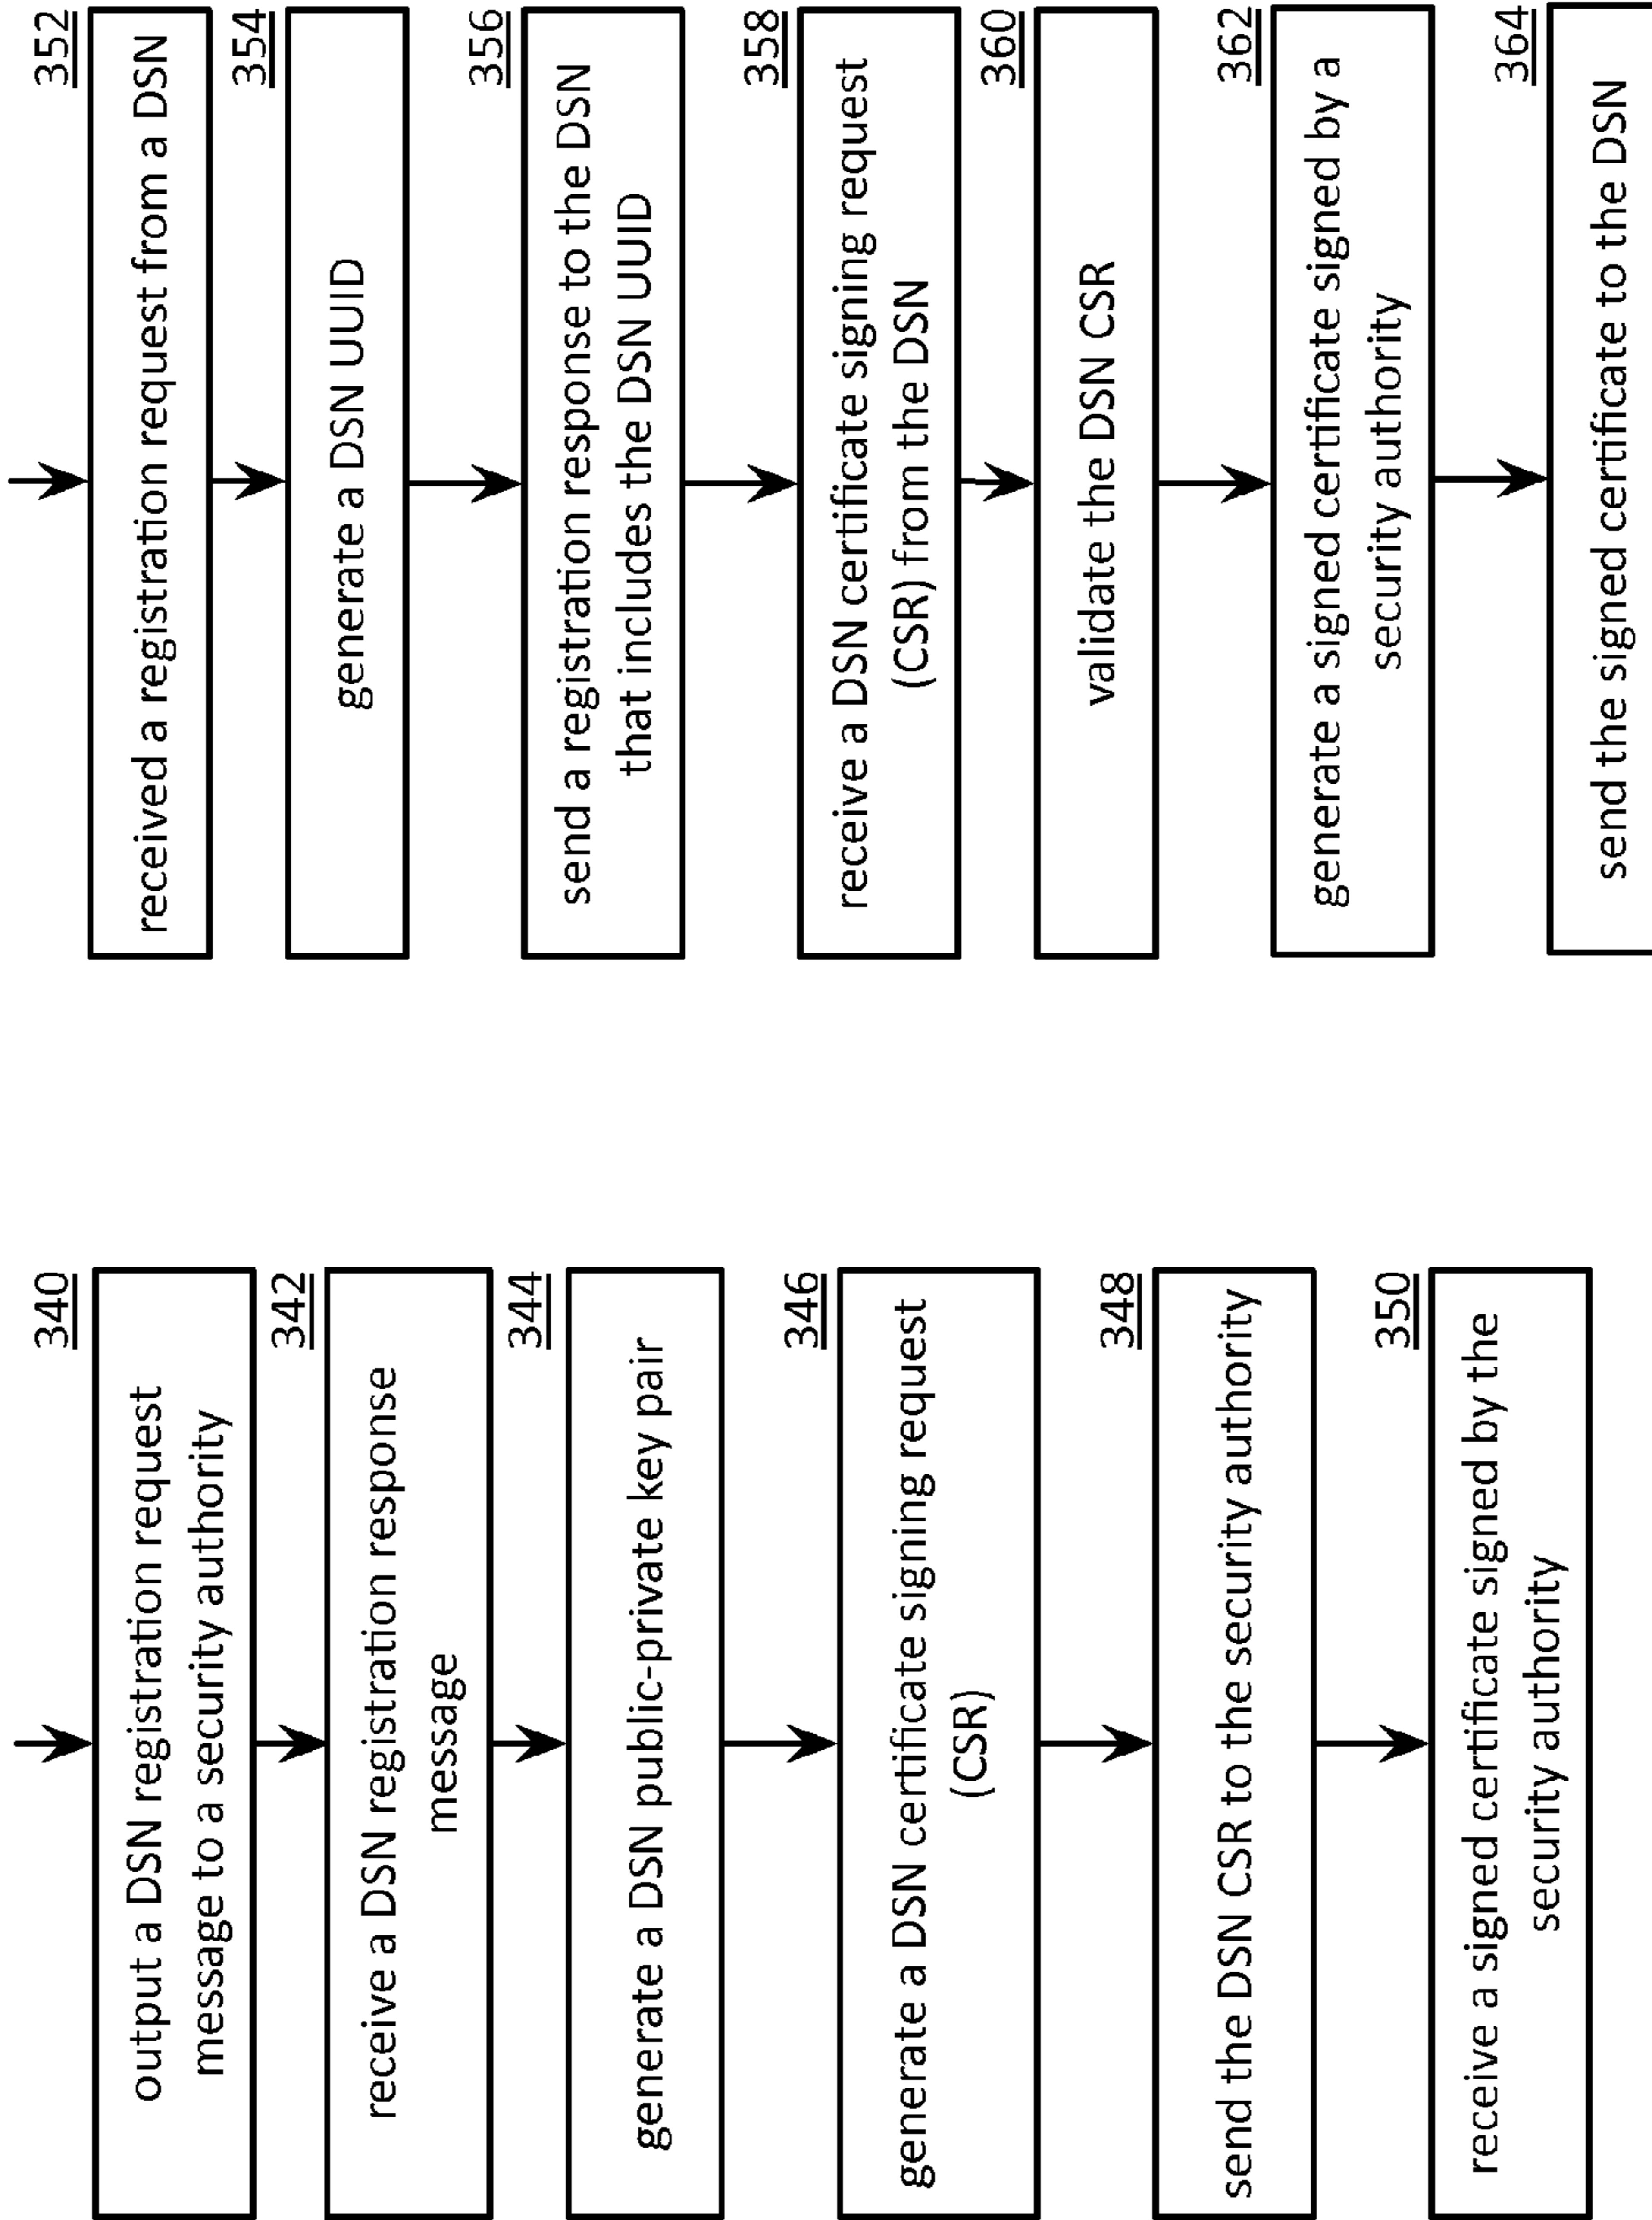 340
output a DSN registration request
message to a security authority
342
receive a DSN registration response
message
344
generate a DSN public-private key pair
346
generate a DSN certificate signing request
(CSR)
348
send the DSN CSR to the security authority
350
receive a signed certificate signed by the
security authority
352
received a registration request from a DSN
354
generate a DSN UUID
356
send a registration response to the DSN
that includes the DSN UUID
358
receive a DSN certificate signing request
(CSR) from the DSN
360
validate the DSN CSR
362
generate a signed certificate signed by a
security authority
364
send the signed certificate to the DSN